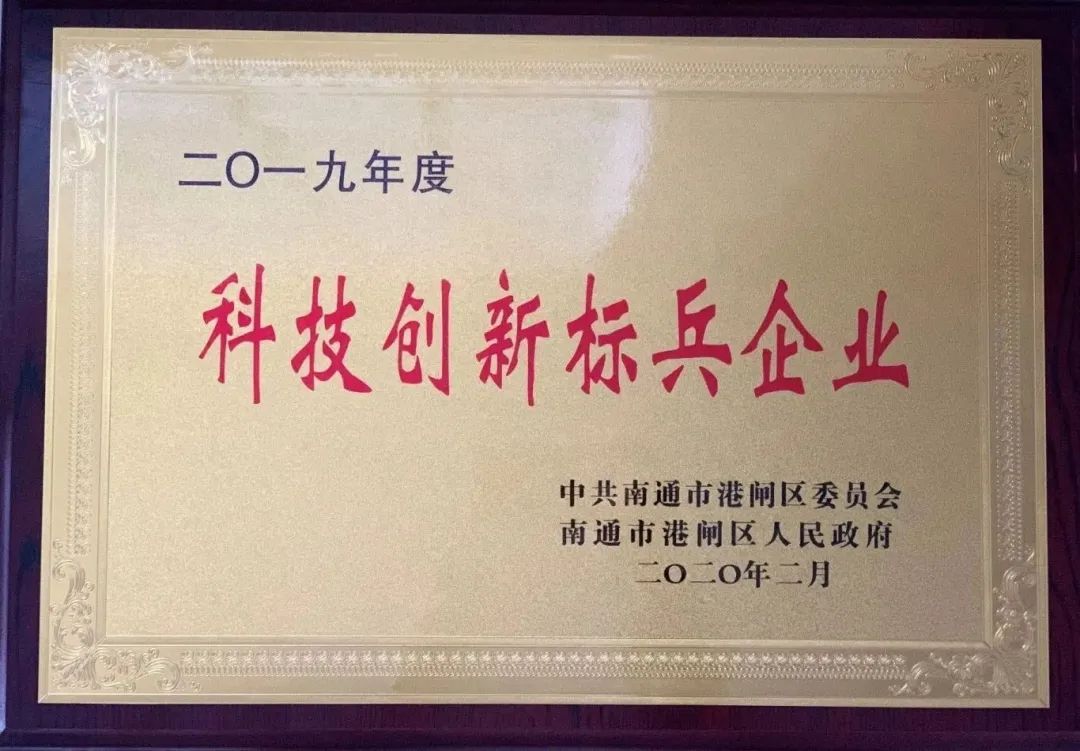 二〇一九年度
科技创新标兵企业
中共南通市港闸区委员会
南通市港闸区人民政府
二〇二〇年二月